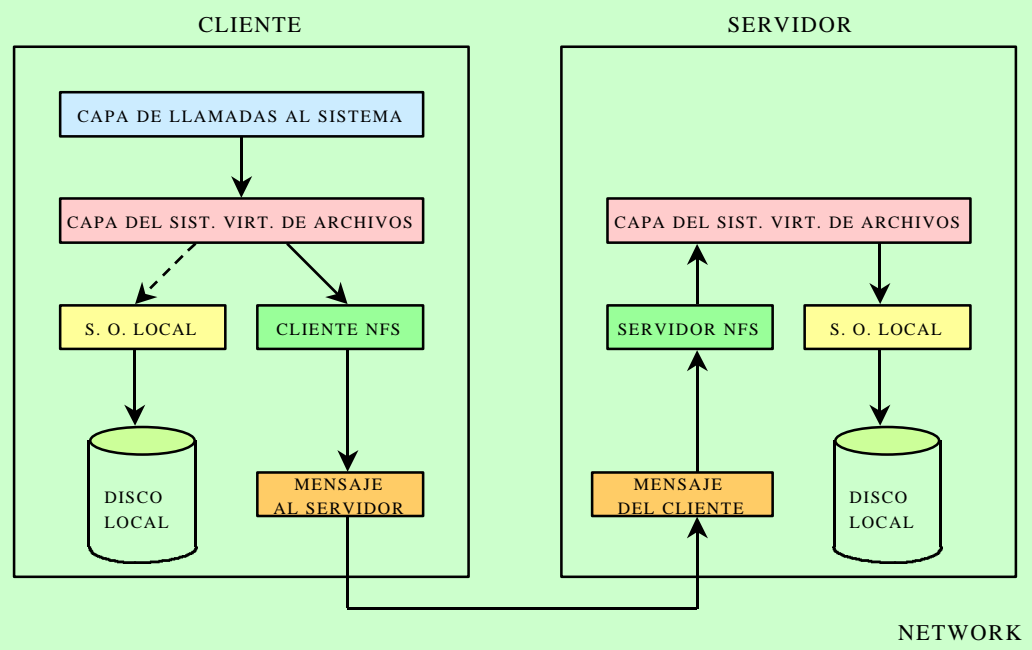 CLIENTE
SERVIDOR
CAPA DE LLAMADAS AL SISTEMA
CAPA DEL SIST. VIRT. DE ARCHIVOS
CAPA DEL SIST. VIRT. DE ARCHIVOS
S. O. LOCAL
CLIENTE NFS
SERVIDOR NFS
S. O. LOCAL
MENSAJE
AL SERVIDOR
MENSAJE
DEL CLIENTE
DISCO
LOCAL
DISCO
LOCAL
NETWORK